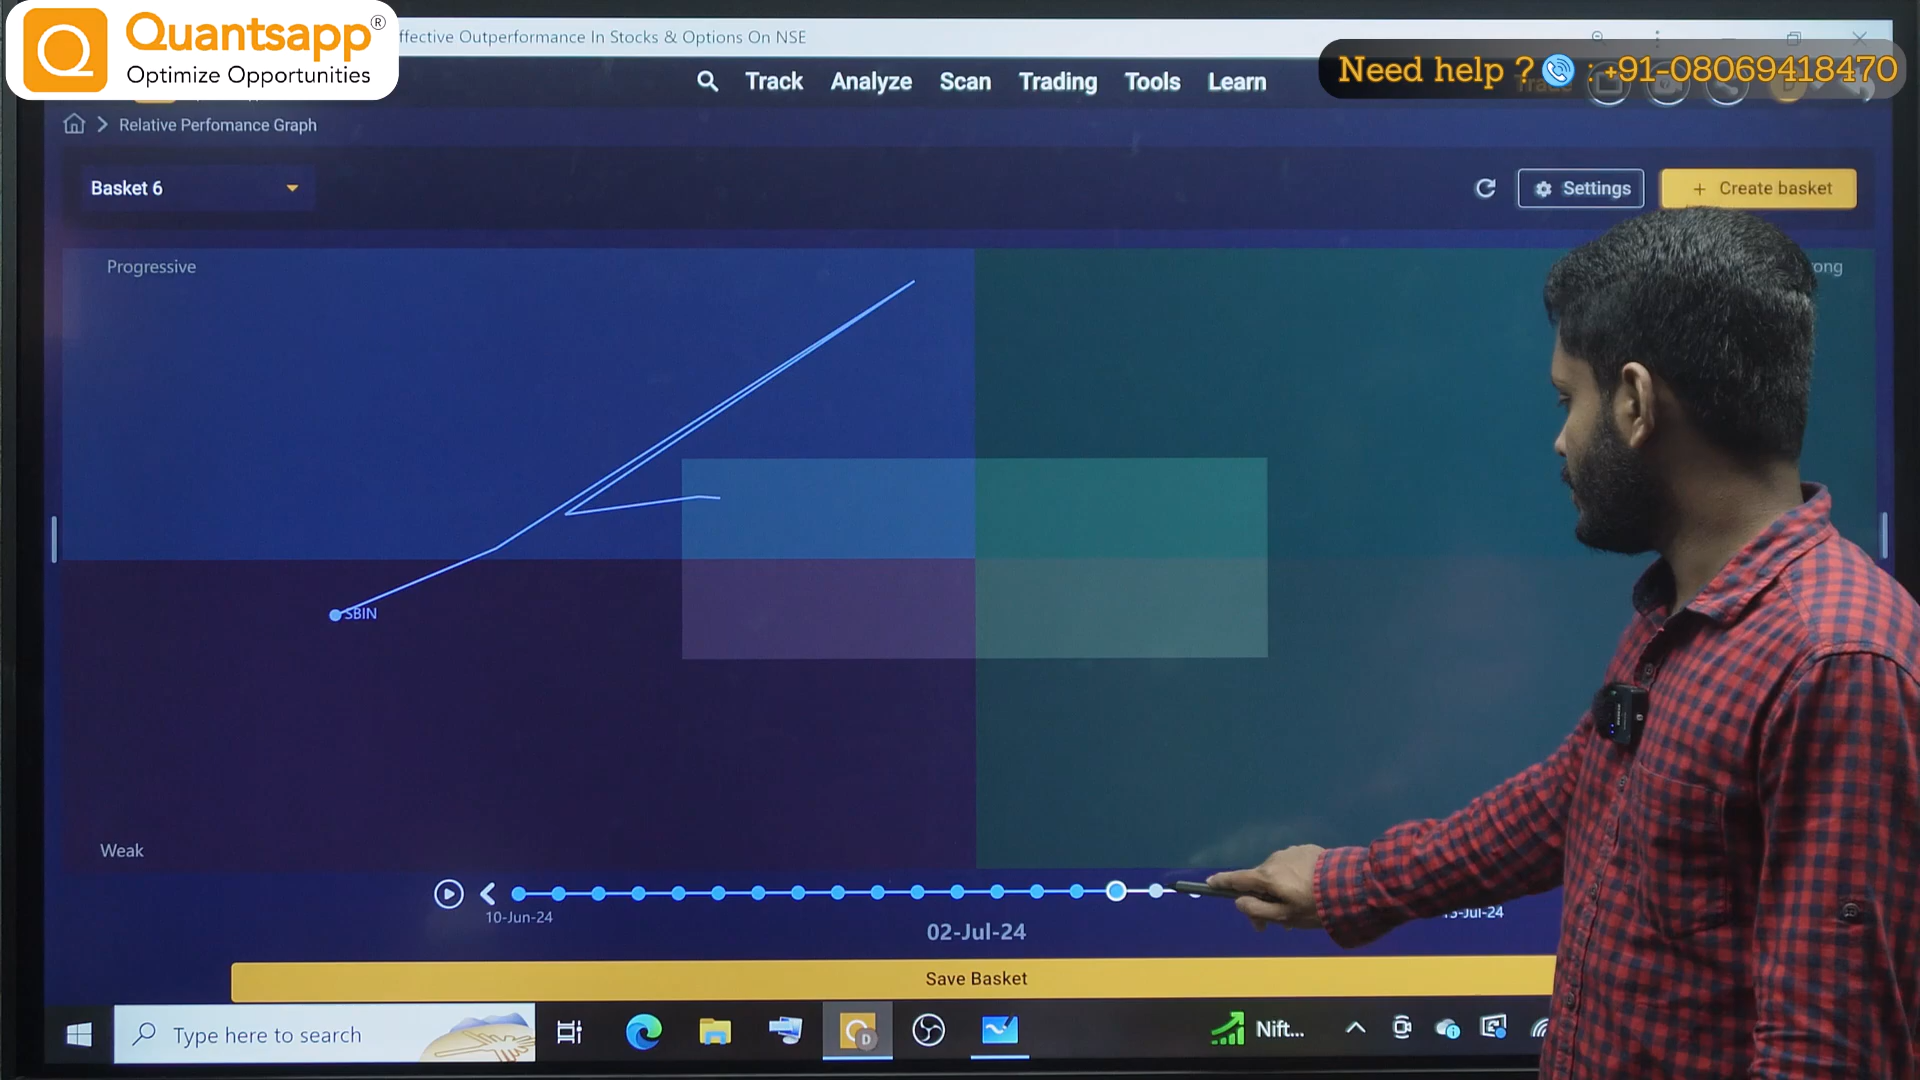 Quantsapp®
Optimize Opportunities
ffective Outperformance In Stocks & Options On NSE
Need help ? : +91-08069418470
Track Analyze Scan Trading Tools Learn
Relative Perfomance Graph
Basket 6
Settings
+ Create basket
Progressive
ong
SBIN
Weak
10-Jun-24
-Jul-24
02-Jul-24
Save Basket
Type here to search
D
Nift...